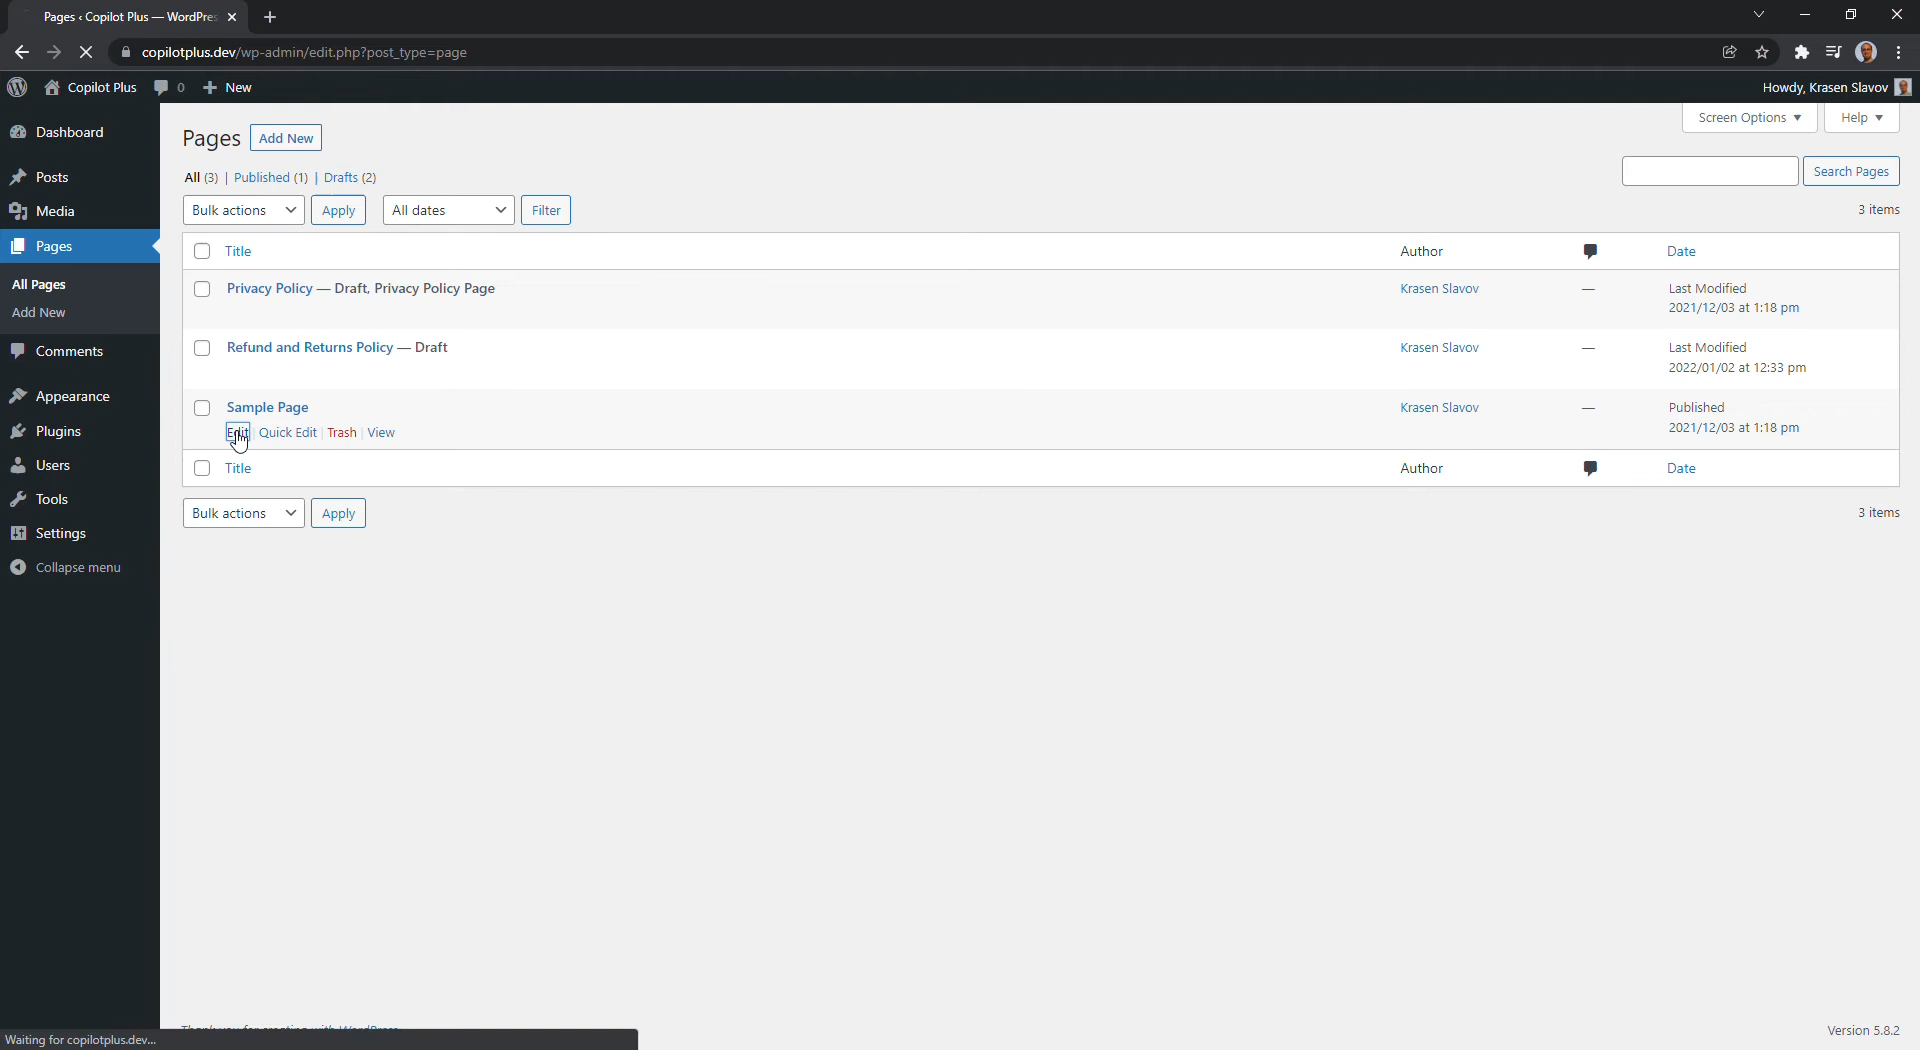 Pages ‹ Copilot Plus — WordPres
copilotplus.dev/wp-admin/edit.php?post_type=page
Copilot Plus 0 New Howdy, Krasen Slavov
Dashboard
Posts
Media
Pages
All Pages
Add New
Comments
Appearance
Plugins
Users
Tools
Settings
Collapse menu
Screen Options Help
Pages Add New
All (3) | Published (1) | Drafts (2) Search Pages
Bulk actions Apply All dates Filter 3 items
Title Author Date
Privacy Policy — Draft, Privacy Policy Page Krasen Slavov — Last Modified
2021/12/03 at 1:18 pm
Refund and Returns Policy — Draft Krasen Slavov — Last Modified
2022/01/02 at 12:33 pm
Sample Page Krasen Slavov — Published
Edit | Quick Edit | Trash | View 2021/12/03 at 1:18 pm
Title Author Date
Bulk actions Apply 3 items
Thank you for creating with WordPress Version 5.8.2
Waiting for copilotplus.dev...